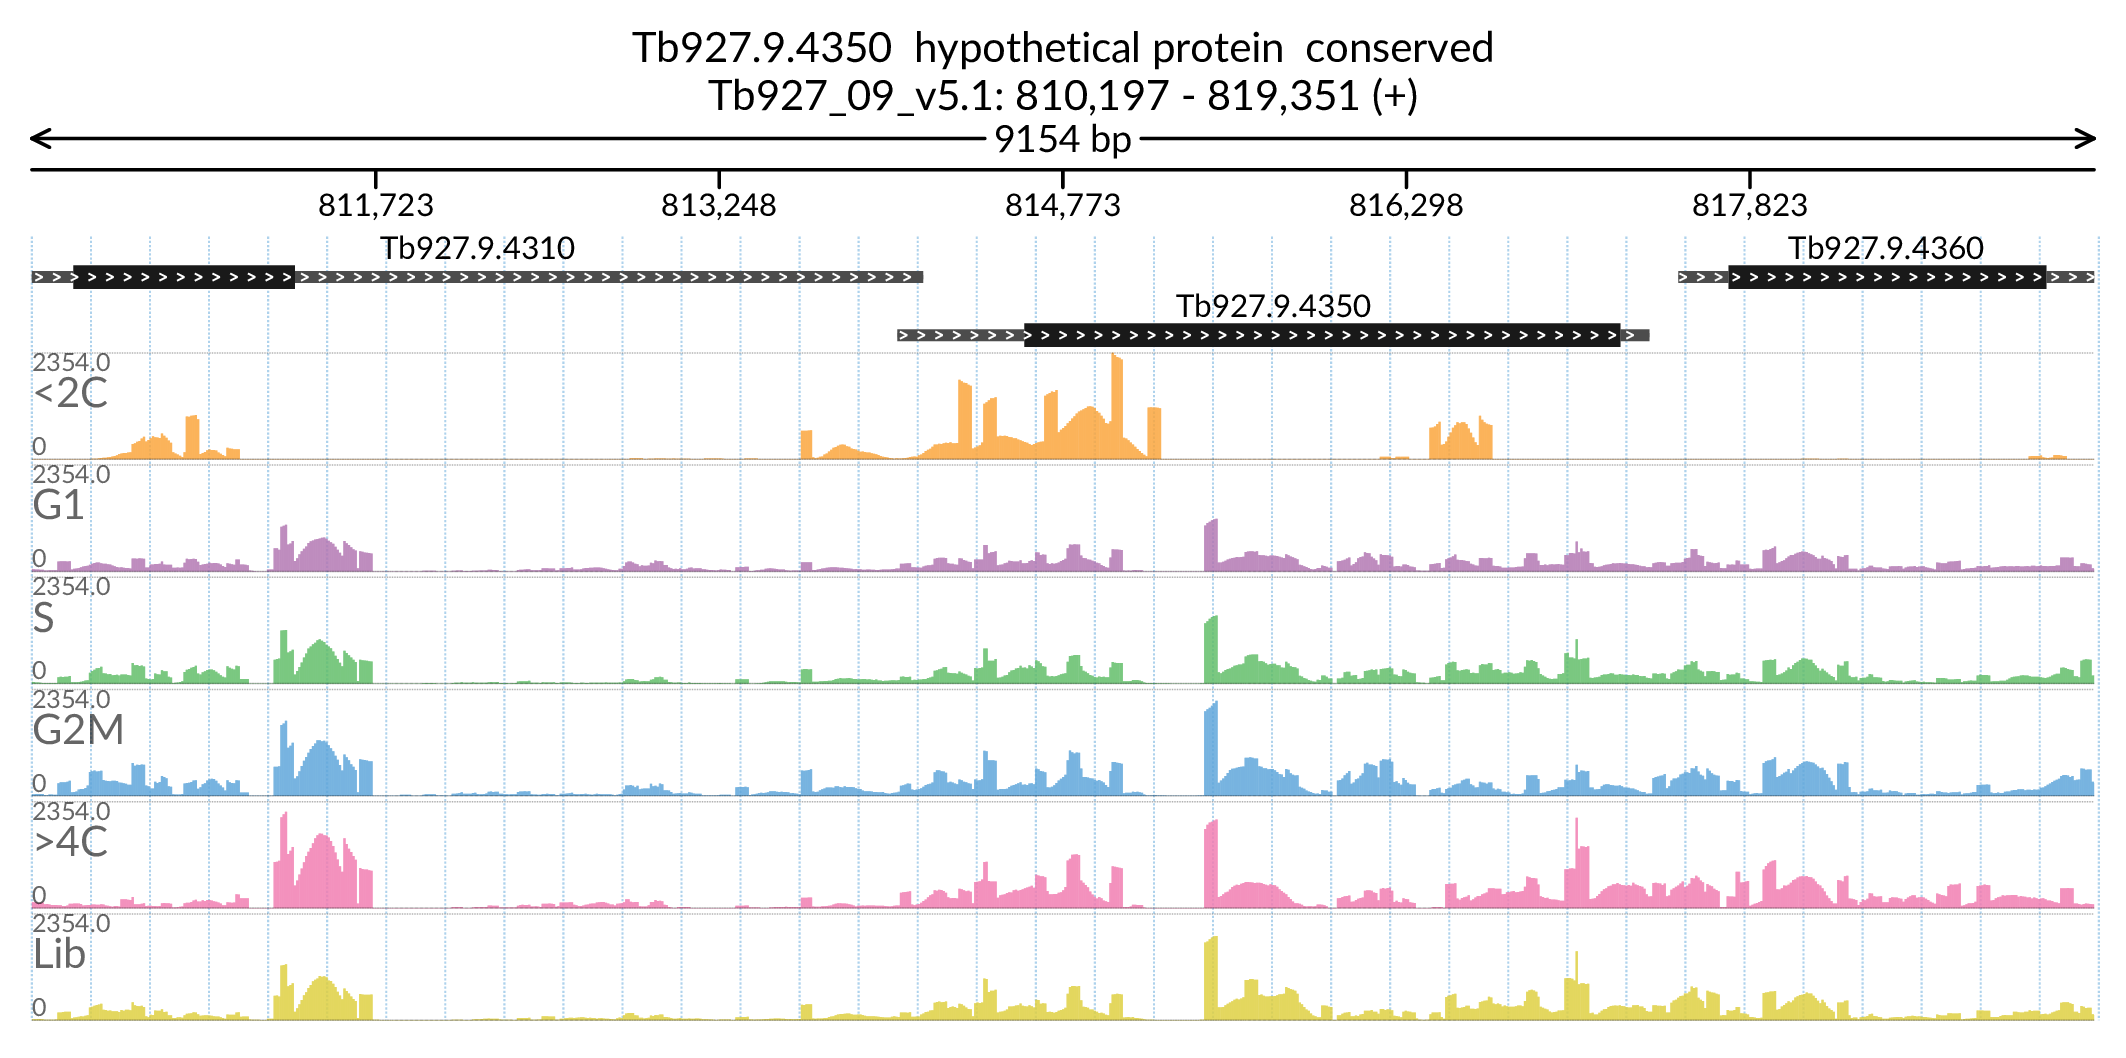 Tb927.9.4350  hypothetical protein  conserved
Tb927_09_v5.1: 810,197 - 819,351 (+)
9154 bp
811,723 813,248 814,773 816,298 817,823
Tb927.9.4310 Tb927.9.4360
Tb927.9.4350
2354.0
<2C
0
2354.0
G1
0
2354.0
S
0
2354.0
G2M
0
2354.0
>4C
0
2354.0
Lib
0